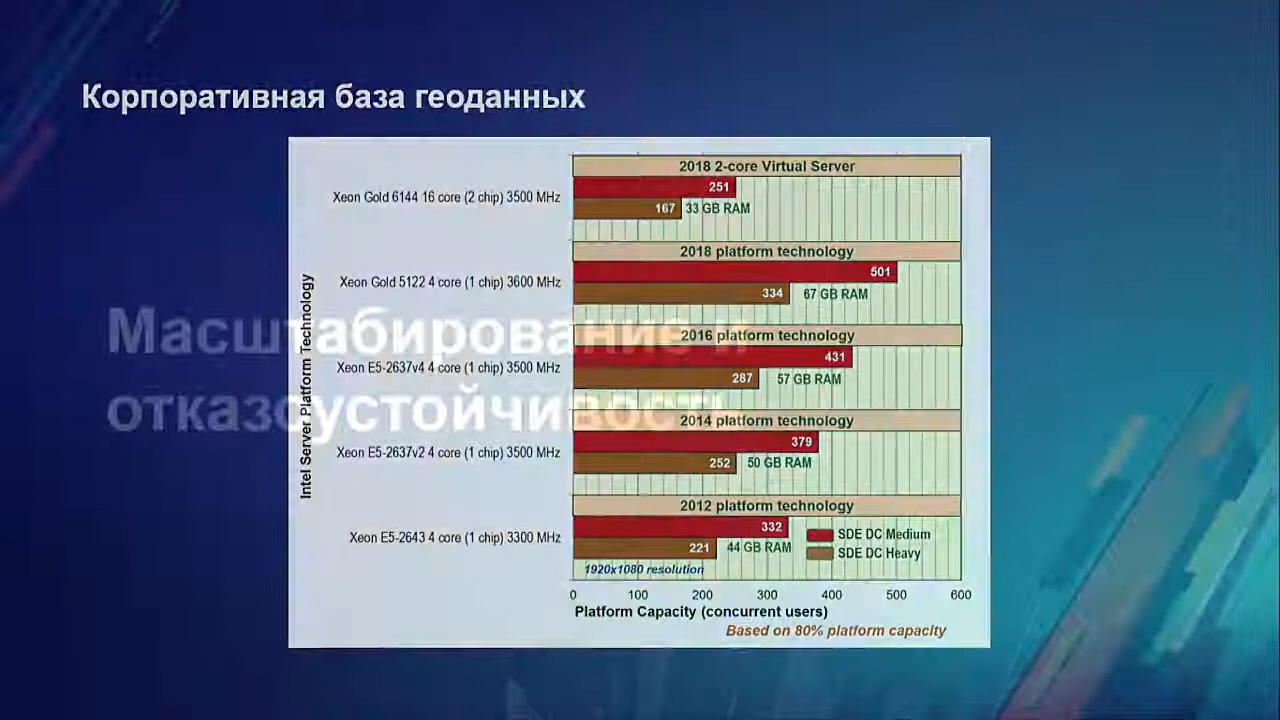 Корпоративная база геоданных
2018 2-core Virtual Server
Xeon Gold 6144 16 core (2 chip) 3500 MHz
251
167
33 GB RAM
2018 platform technology
Xeon Gold 5122 4 core (1 chip) 3600 MHz
501
334
67 GB RAM
Масштабирование и
отказоустойчивость
Intel Server Platform Technology
2016 platform technology
Xeon E5-2637v4 4 core (1 chip) 3500 MHz
431
287
57 GB RAM
2014 platform technology
Xeon E5-2637v2 4 core (1 chip) 3500 MHz
379
252
50 GB RAM
2012 platform technology
Xeon E5-2643 4 core (1 chip) 3300 MHz
332
221
44 GB RAM
SDE DC Medium
SDE DC Heavy
1920x1080 resolution
0 100 200 300 400 500 600
Platform Capacity (concurrent users)
Based on 80% platform capacity